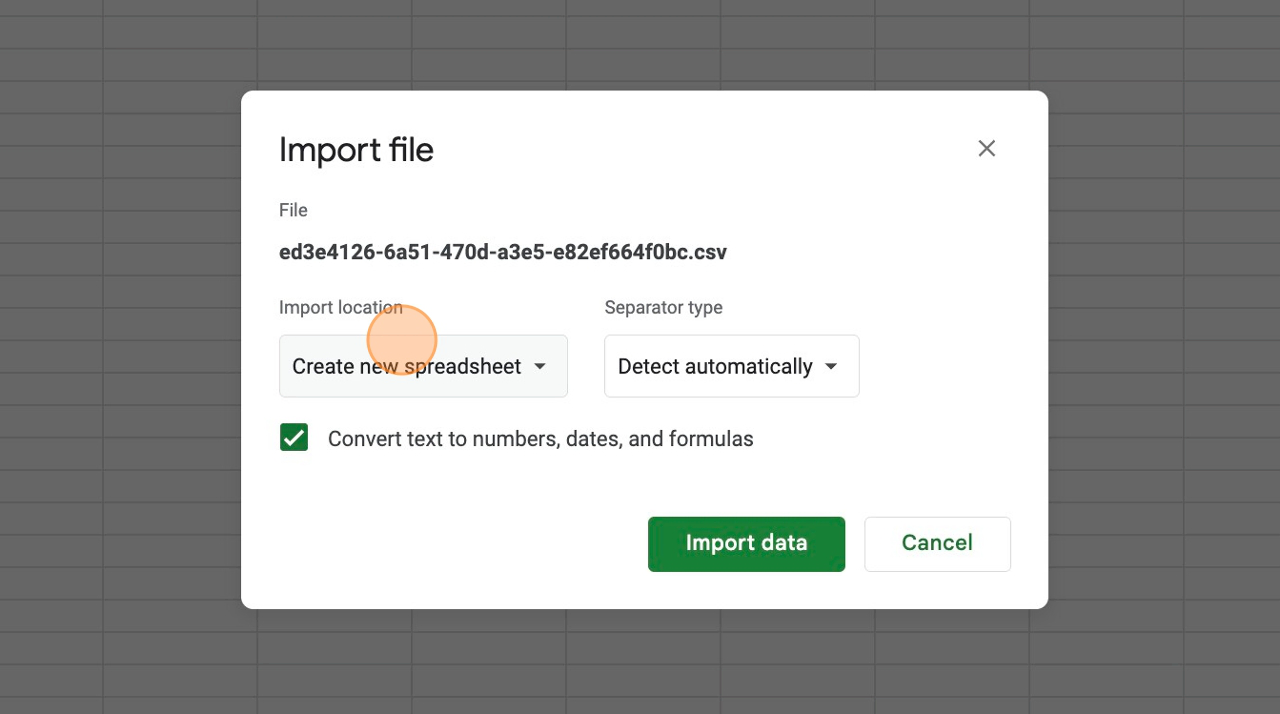 Import file
File
ed3e4126-6a51-470d-a3e5-e82ef664f0bc.csv
Import location
Separator type
Create new spreadsheet
Detect automatically
Convert text to numbers, dates, and formulas
Import data
Cancel